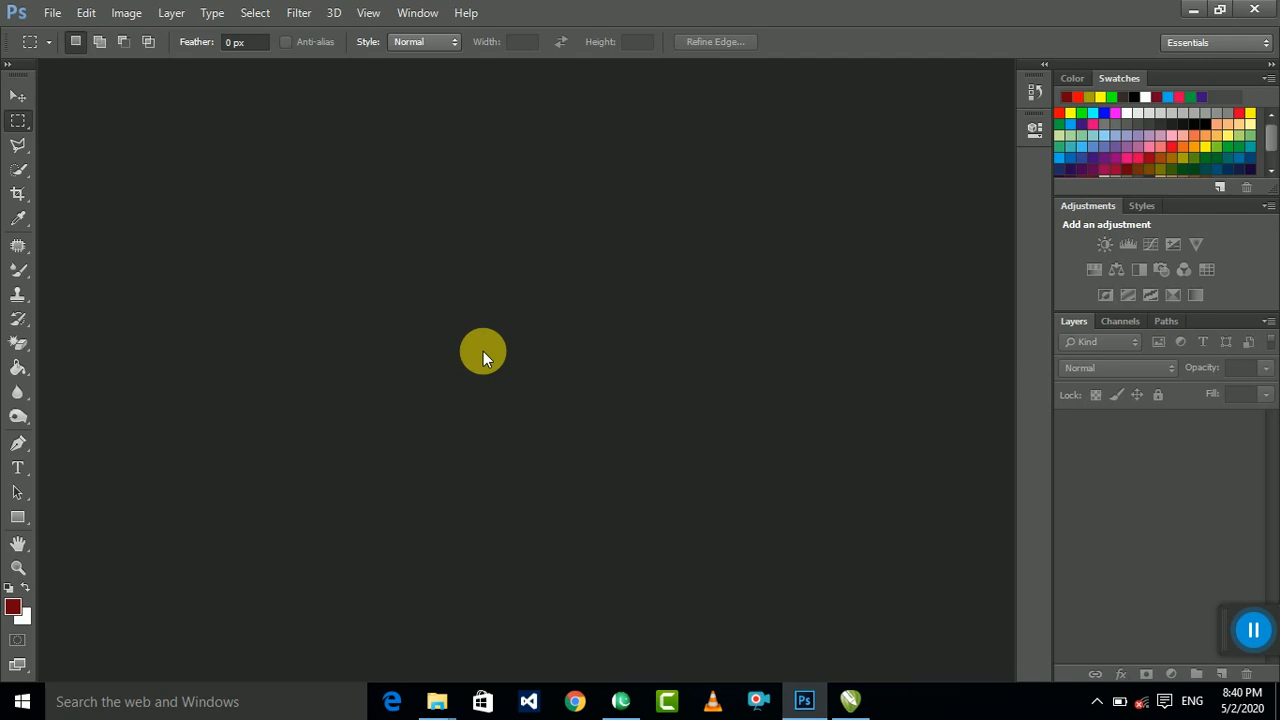 Ps File Edit Image Layer Type Select Filter 3D View Window Help
Feather: 0 px Anti-alias Style: Normal Width: Height: Refine Edge... Essentials
Color Swatches
Adjustments Styles
Add an adjustment
Layers Channels Paths
Kind
Normal Opacity:
Lock: Fill:
T
Search the web and Windows
Ps
ENG
8:40 PM
5/2/2020